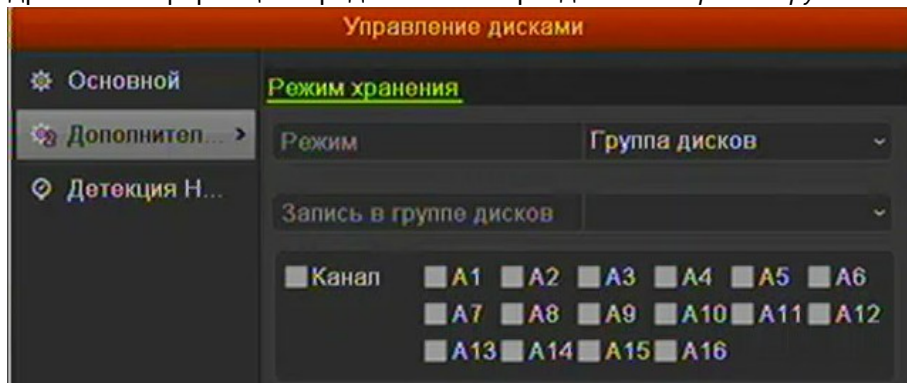 Управление дисками
Основной
Режим хранения
Дополнител... >
Режим Группа дисков
Детекция Н...
Запись в группе дисков
Канал A1 A2 A3 A4 A5 A6
A7 A8 A9 A10 A11 A12
A13 A14 A15 A16